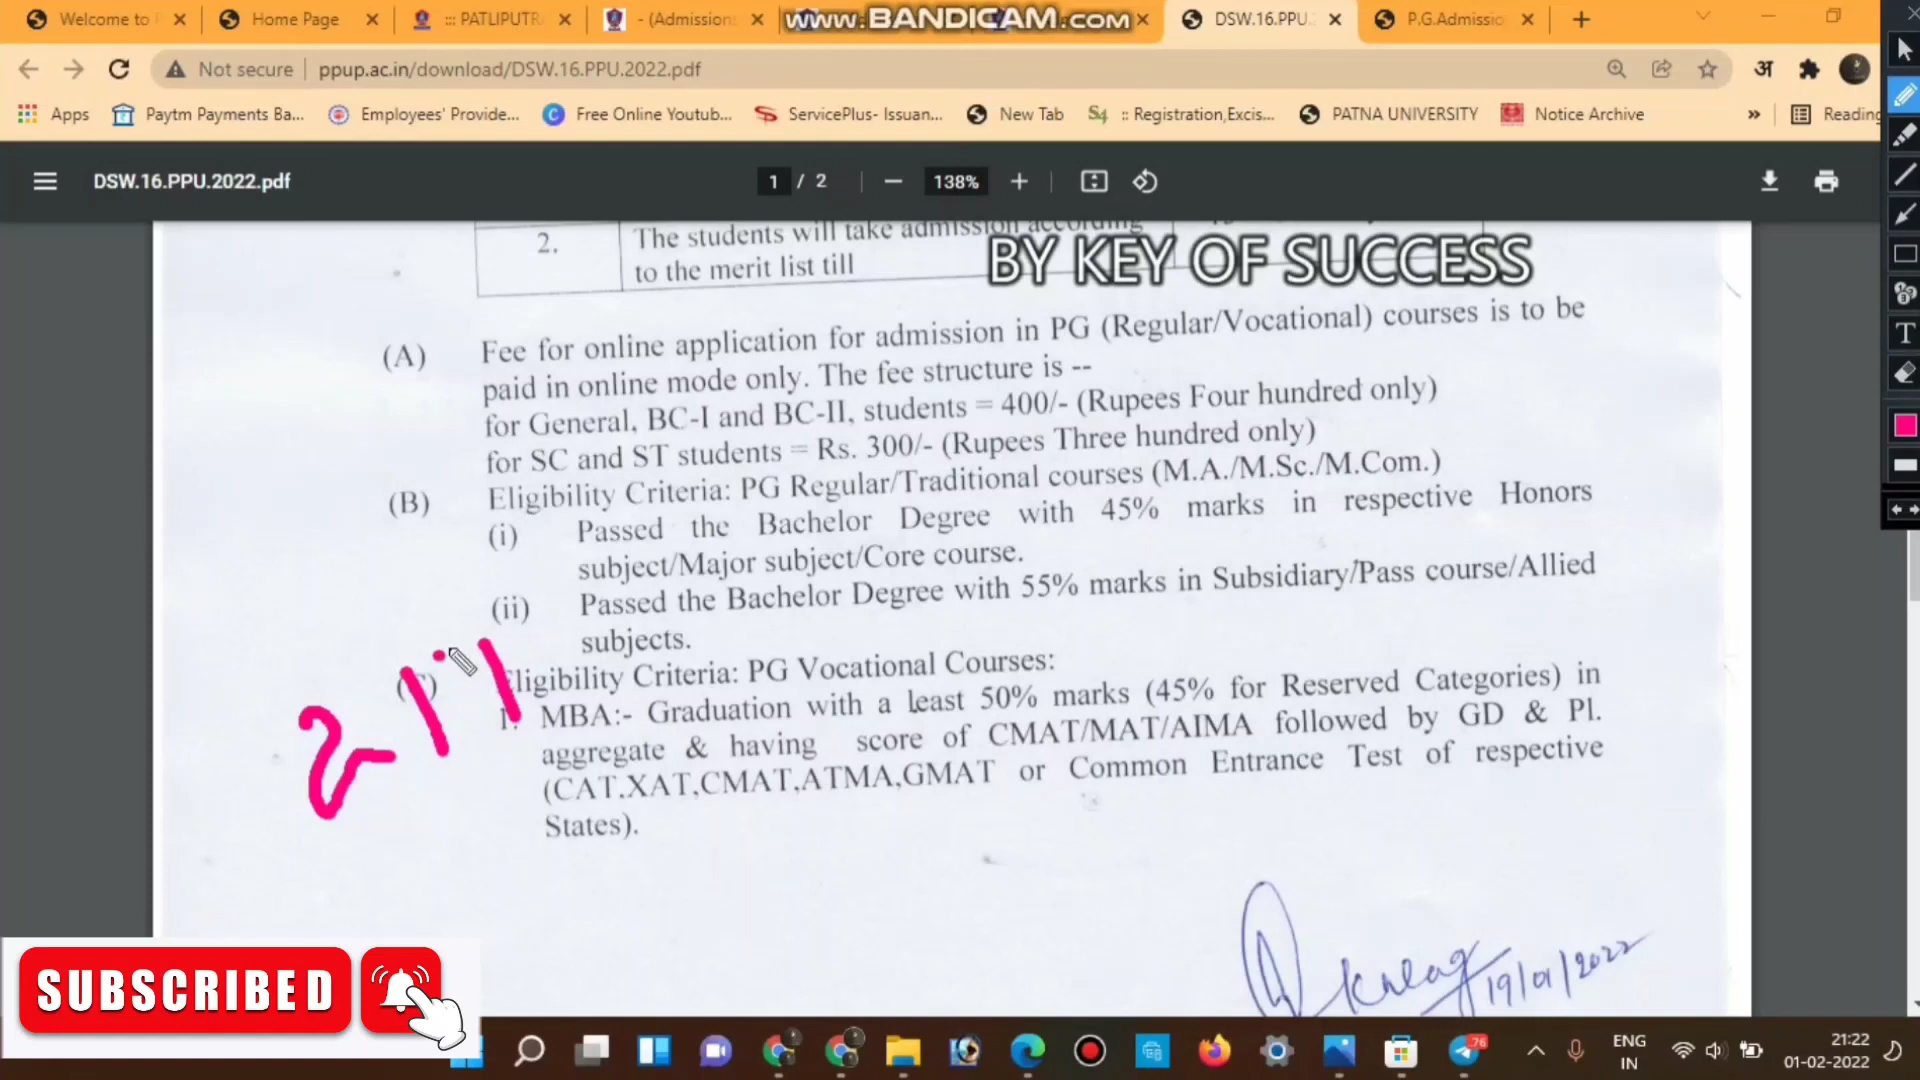 Welcome to
Home Page
::: PATLIPUTR
- (Admission
www.BANDICAM.com
DSW.16.PPU.
P.G.Admissio
Not secure
ppup.ac.in/download/DSW.16.PPU.2022.pdf
अ
Apps
Paytm Payments Ba...
Employees' Provide...
Free Online Youtub...
ServicePlus- Issuan...
New Tab
S4
:: Registration,Excis...
PATNA UNIVERSITY
Notice Archive
»
Reading
DSW.16.PPU.2022.pdf
1 / 2
138%
2. The students will take admission according
to the merit list till
BY KEY OF SUCCESS
(A) Fee for online application for admission in PG (Regular/Vocational) courses is to be
paid in online mode only. The fee structure is --
for General, BC-I and BC-II, students = 400/- (Rupees Four hundred only)
for SC and ST students = Rs. 300/- (Rupees Three hundred only)
(B) Eligibility Criteria: PG Regular/Traditional courses (M.A./M.Sc./M.Com.)
(i) Passed the Bachelor Degree with 45% marks in respective Honors
subject/Major subject/Core course.
(ii) Passed the Bachelor Degree with 55% marks in Subsidiary/Pass course/Allied
subjects.
(C) Eligibility Criteria: PG Vocational Courses:
1. MBA:- Graduation with a least 50% marks (45% for Reserved Categories) in
aggregate & having score of CMAT/MAT/AIMA followed by GD & PI.
(CAT.XAT,CMAT,ATMA,GMAT or Common Entrance Test of respective
States).
19/01/2022
SUBSCRIBED
76
ENG
IN
21:22
01-02-2022